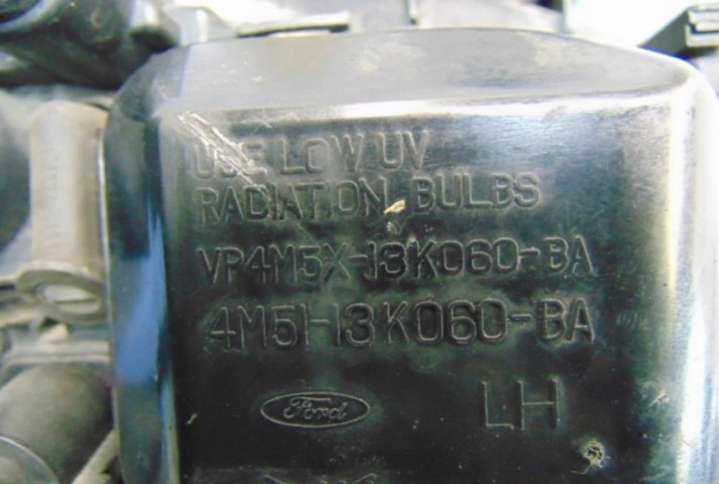 USE LOW UV
RADIATION BULBS
VP4M5X-13K060-BA
4M51-13K060-BA
Ford LH